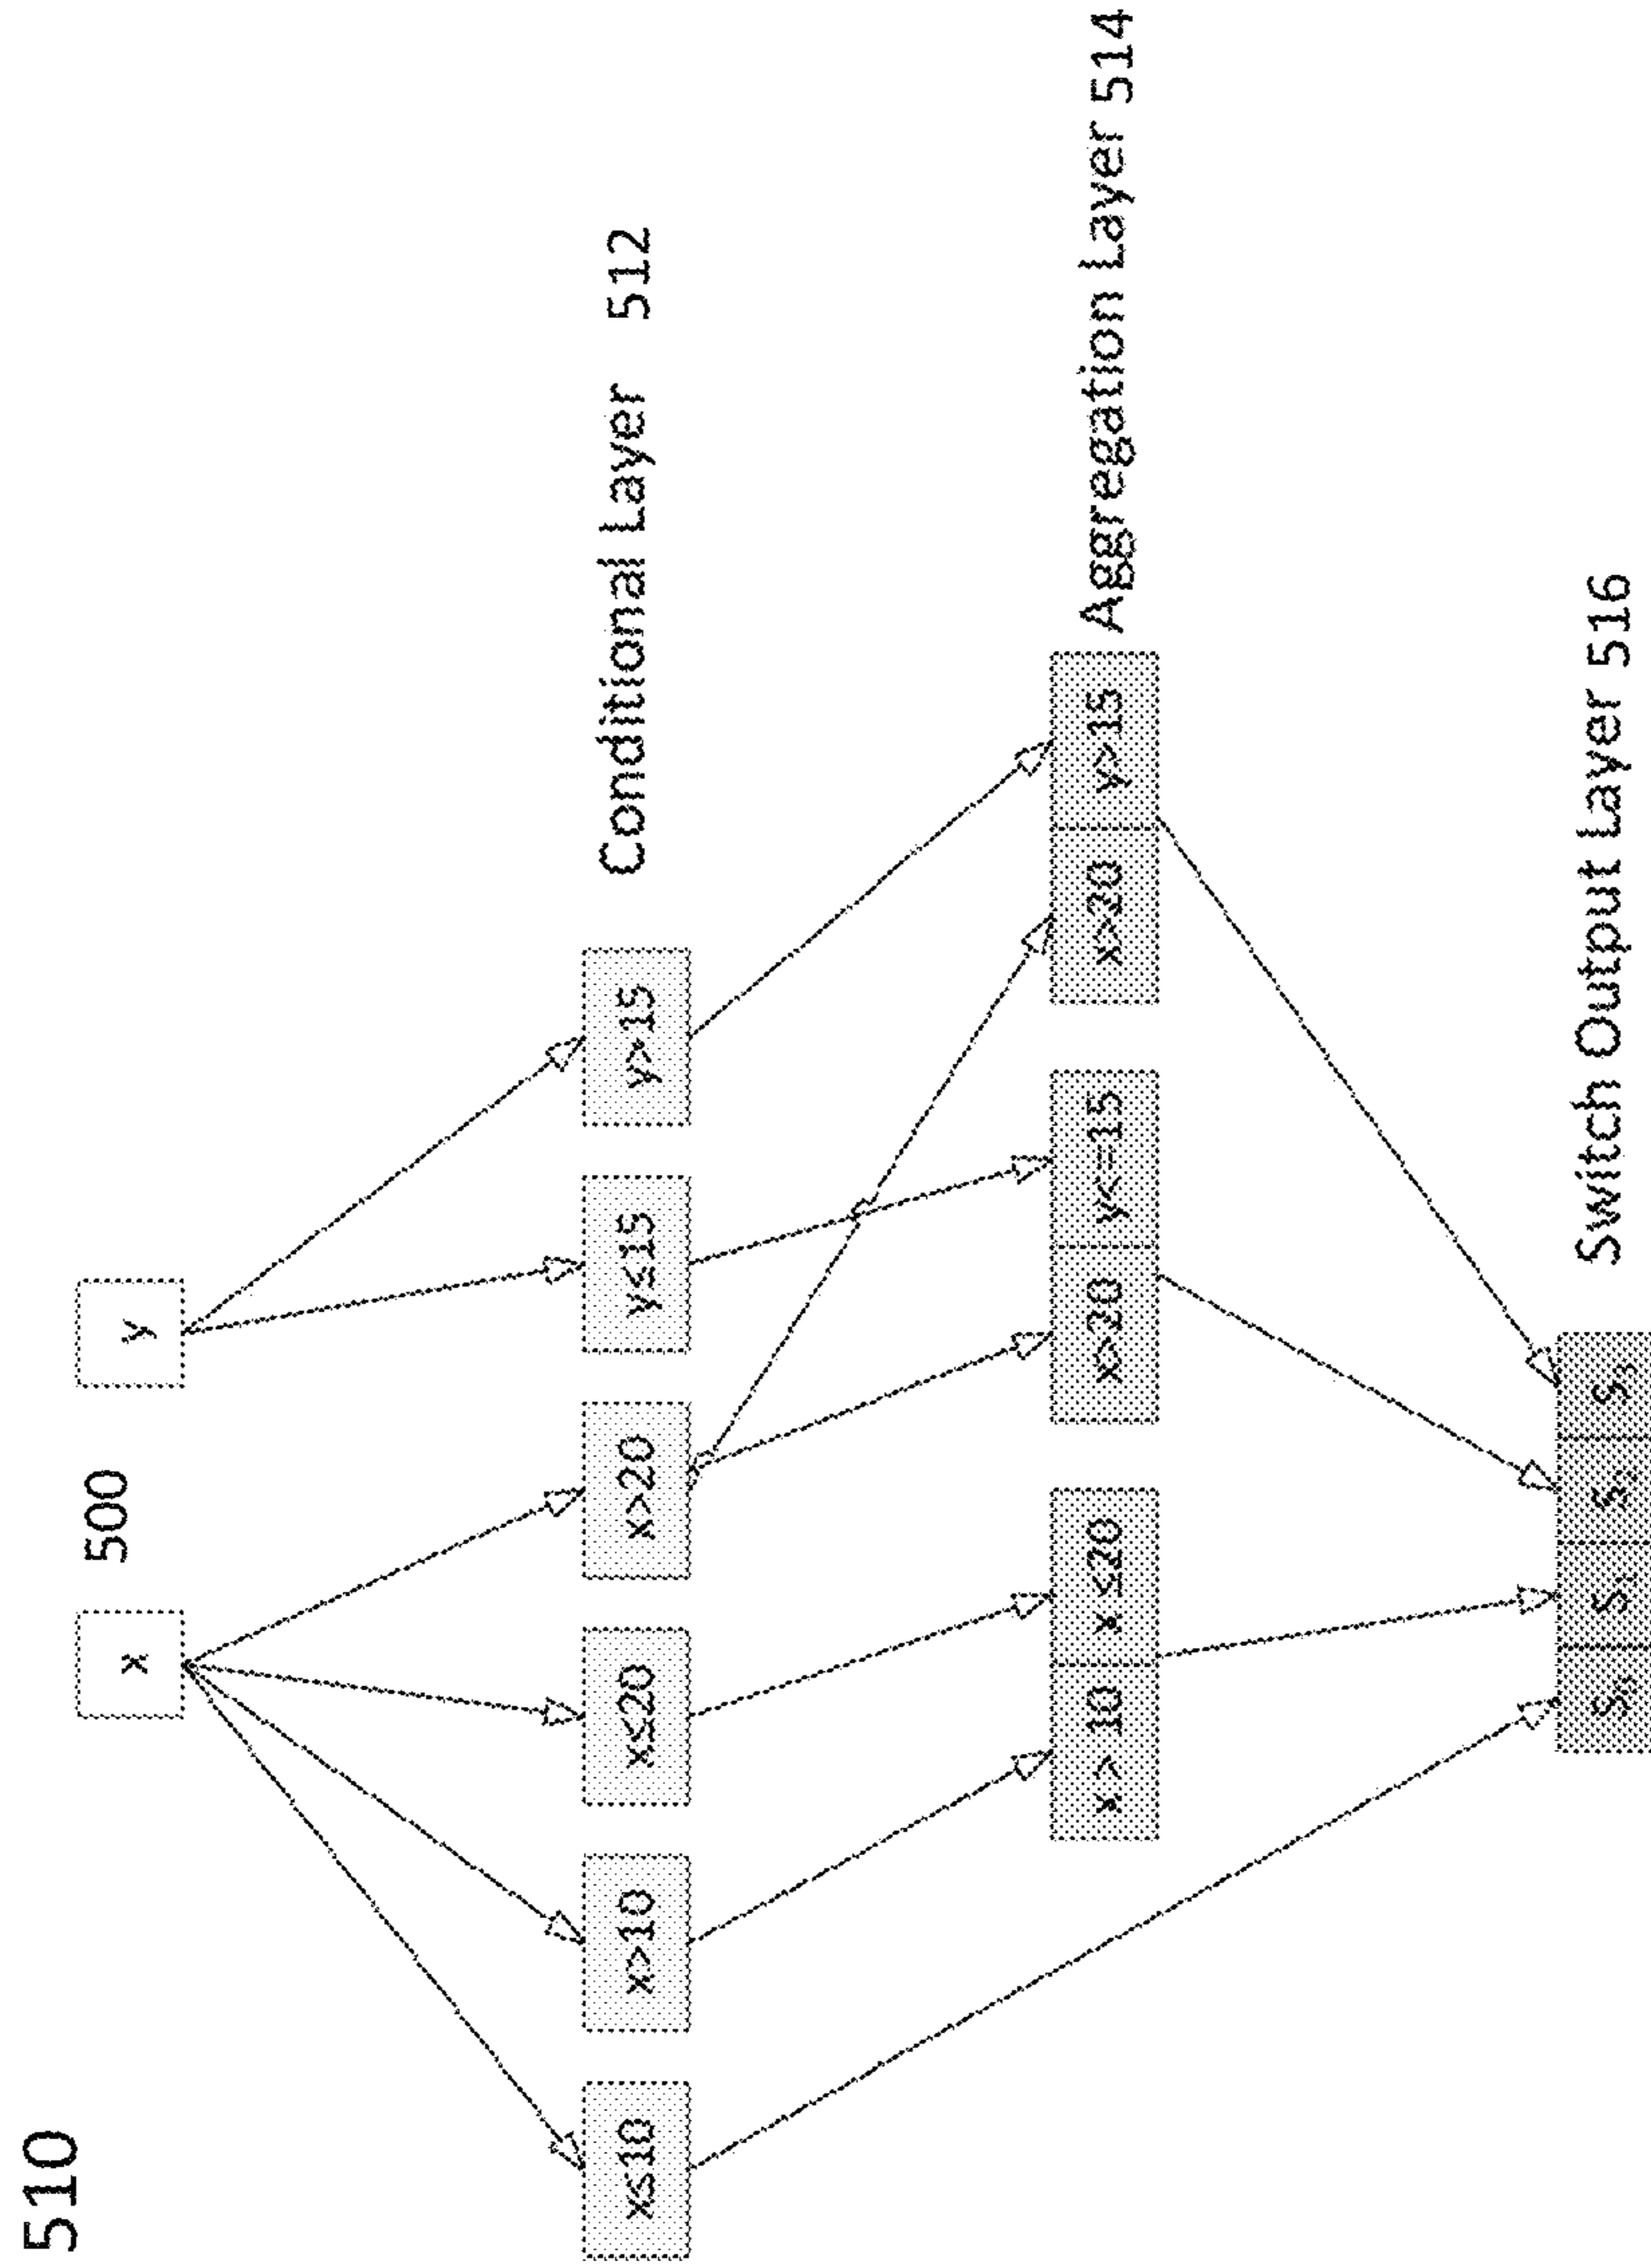 510
x
500
y
x≤10
x>10
x≤20
x>20
y≤15
y>15
Conditional Layer 512
x > 10
x ≤20
x>20
y<=15
x>20
y>15
Aggregation Layer 514
Switch Output Layer 516